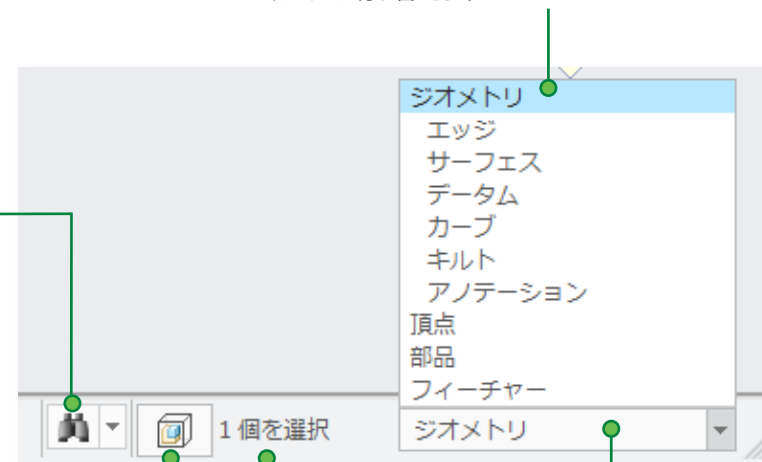 ジオメトリ
エッジ
サーフェス
データム
カーブ
キルト
アノテーション
頂点
部品
フィーチャー
1 個を選択
ジオメトリ